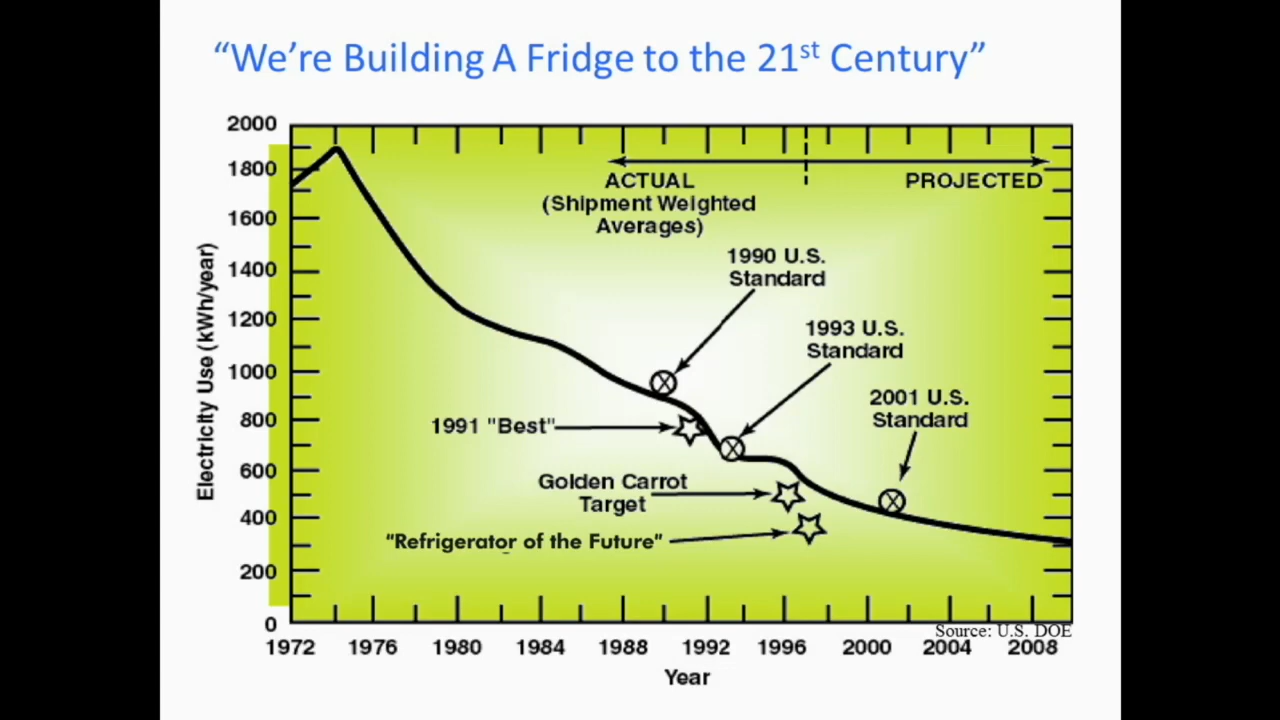 “We’re Building A Fridge to the 21st Century”
2000
1800
1600
1400
1200
1000
800
600
400
200
0
Electricity Use (kWh/year)
ACTUAL
(Shipment Weighted
Averages)
PROJECTED
1990 U.S.
Standard
1993 U.S.
Standard
2001 U.S.
Standard
1991 "Best"
Golden Carrot
Target
"Refrigerator of the Future"
Source: U.S. DOE
1972 1976 1980 1984 1988 1992 1996 2000 2004 2008
Year